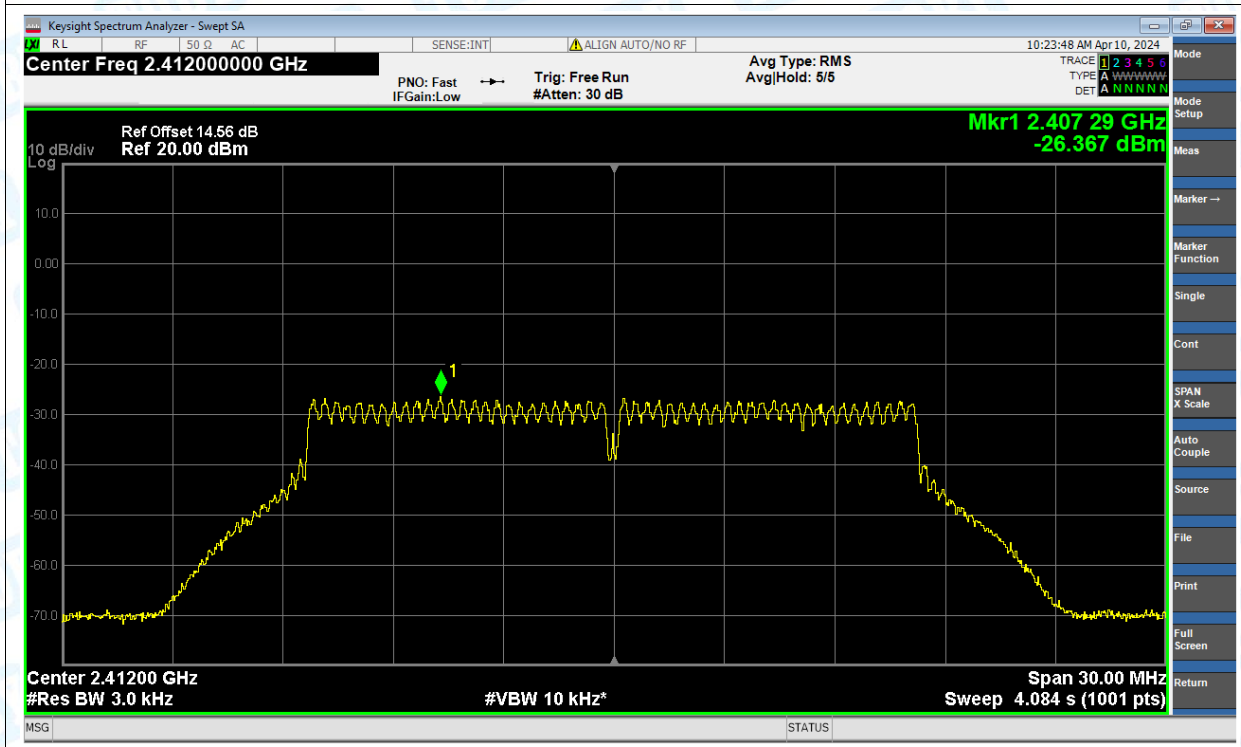 Keysight Spectrum Analyzer - Swept SA
LXI RL RF 50 Ω AC SENSE:INT ALIGN AUTO/NO RF 10:23:48 AM Apr 10, 2024
Center Freq 2.412000000 GHz
PNO: Fast
IFGain:Low
Trig: Free Run
#Atten: 30 dB
Avg Type: RMS
Avg|Hold: 5/5
TRACE 1 2 3 4 5 6
TYPE A WWWWW
DET A N N N N N
Mkr1 2.407 29 GHz
-26.367 dBm
Ref Offset 14.56 dB
10 dB/div Ref 20.00 dBm
Log
10.0
0.00
-10.0
-20.0
-30.0
-40.0
-50.0
-60.0
-70.0
1
Center 2.41200 GHz
#Res BW 3.0 kHz
#VBW 10 kHz*
Span 30.00 MHz
Sweep 4.084 s (1001 pts)
MSG STATUS
Mode
Mode
Setup
Meas
Marker →
Marker
Function
Single
Cont
SPAN
X Scale
Auto
Couple
Source
File
Print
Full
Screen
Return